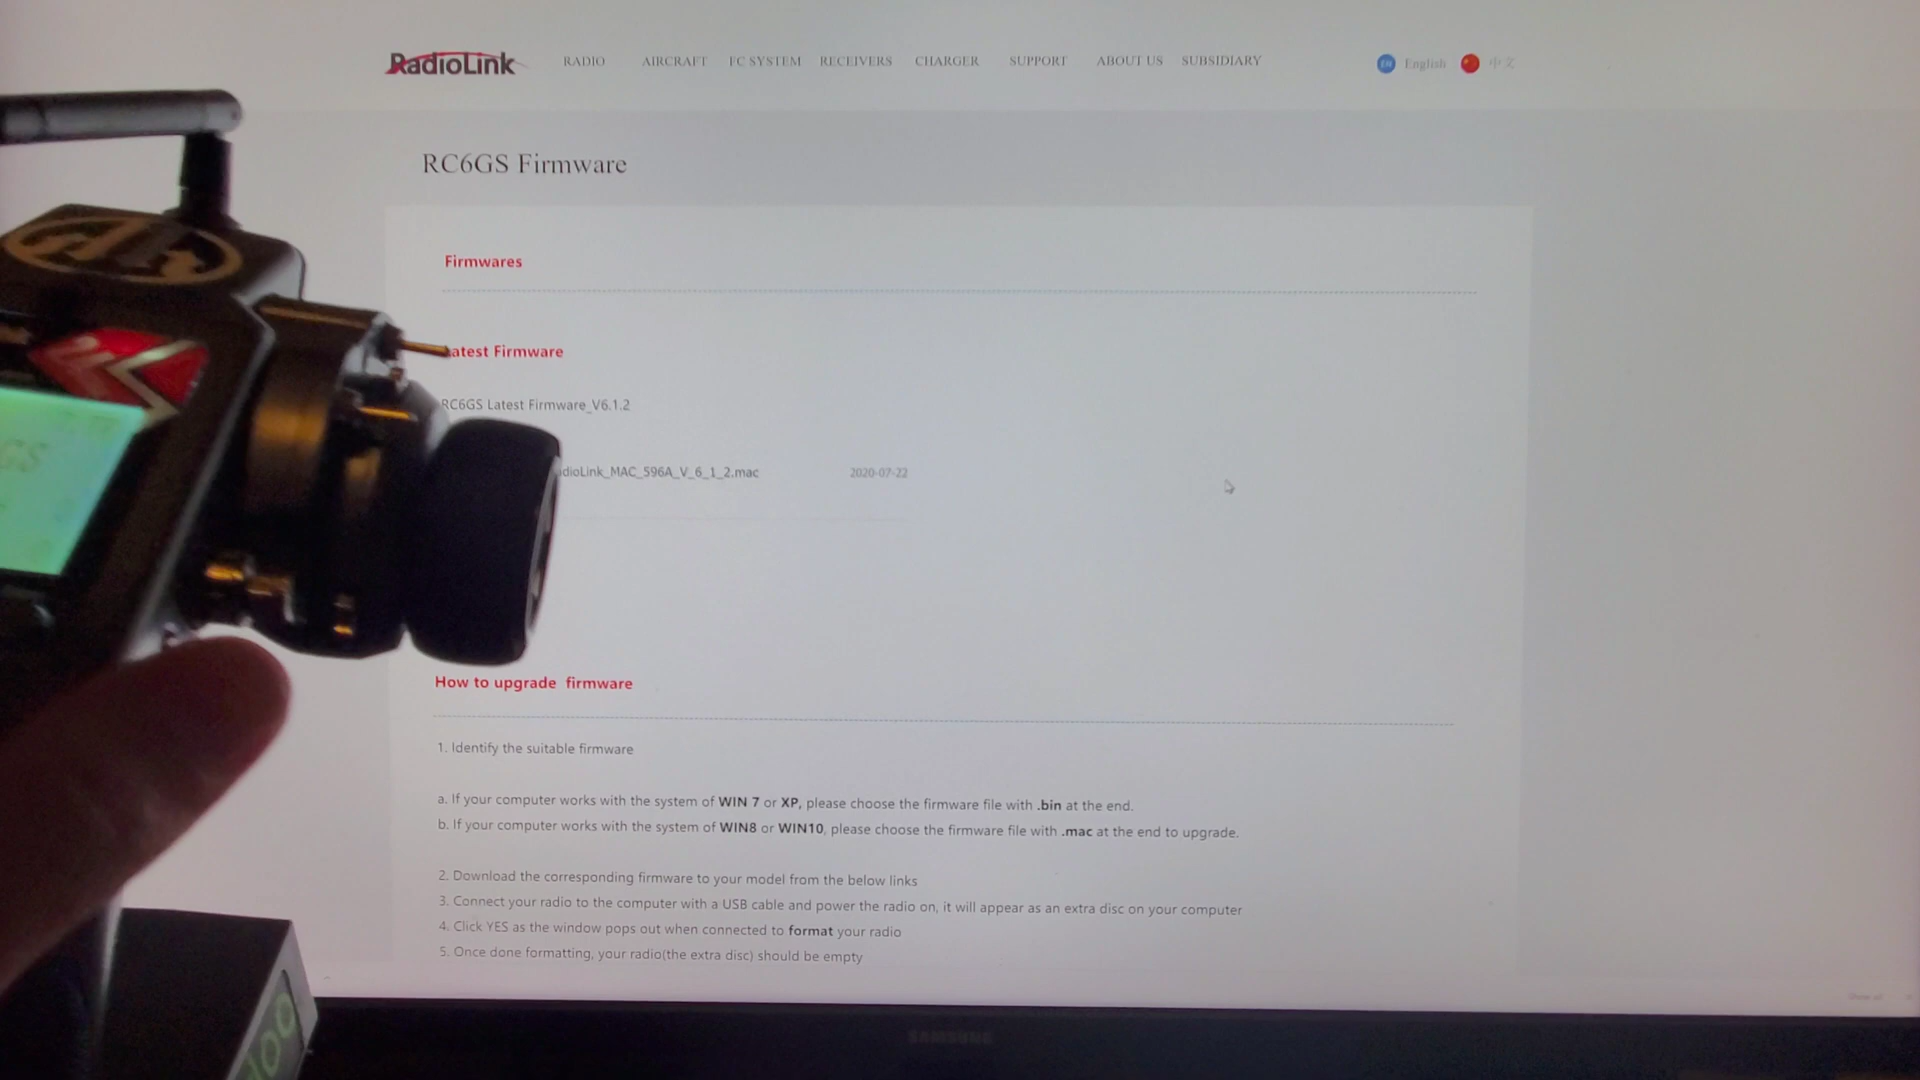 RadioLink RADIO AIRCRAFT FC SYSTEM RECEIVERS CHARGER SUPPORT ABOUT US SUBSIDIARY EN English 中文
RC6GS Firmware
Firmwares
atest Firmware
RC6GS Latest Firmware_V6.1.2
dioLink_MAC_596A_V_6_1_2.mac 2020-07-22
GS
How to upgrade firmware
1. Identify the suitable firmware
a. If your computer works with the system of WIN 7 or XP, please choose the firmware file with .bin at the end.
b. If your computer works with the system of WIN8 or WIN10, please choose the firmware file with .mac at the end to upgrade.
2. Download the corresponding firmware to your model from the below links
3. Connect your radio to the computer with a USB cable and power the radio on, it will appear as an extra disc on your computer
4. Click YES as the window pops out when connected to format your radio
5. Once done formatting, your radio(the extra disc) should be empty
Show all
SAMSUNG